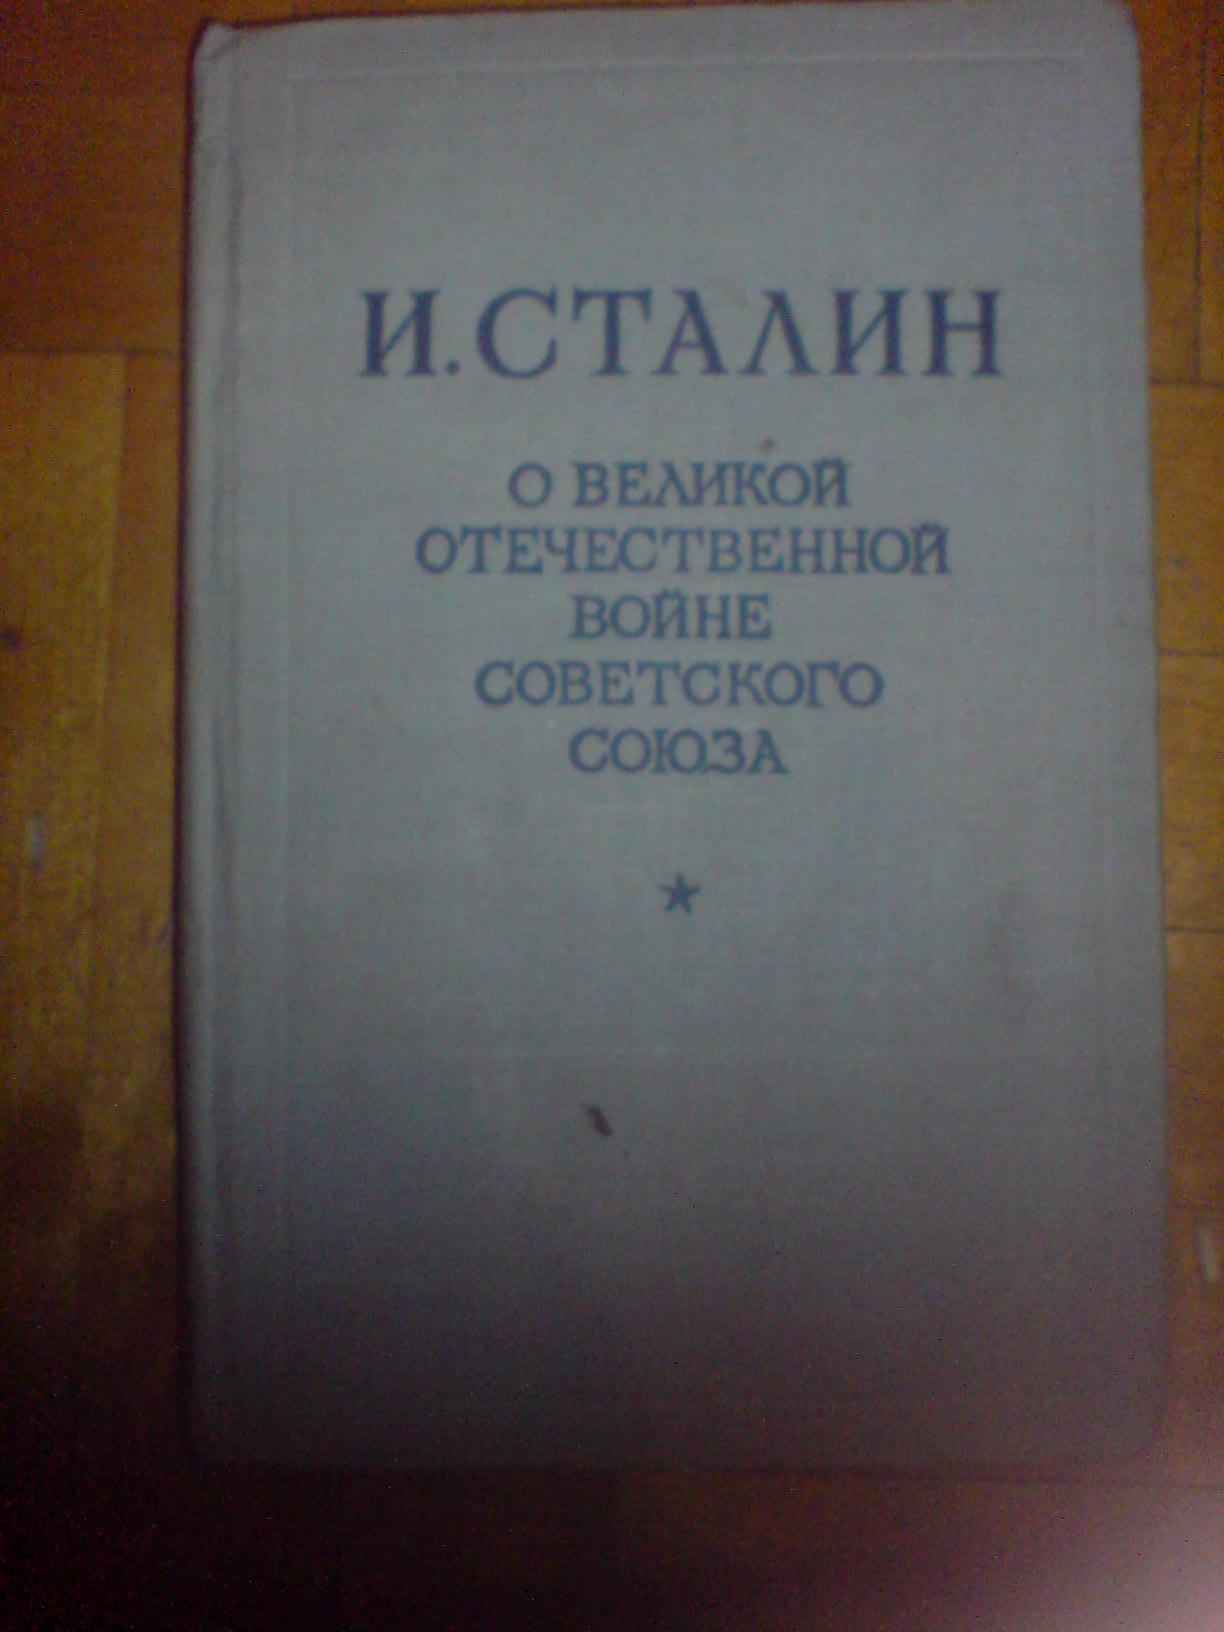 И. СТАЛИН
О ВЕЛИКОЙ
ОТЕЧЕСТВЕННОЙ
ВОЙНЕ
СОВЕТСКОГО
СОЮЗА